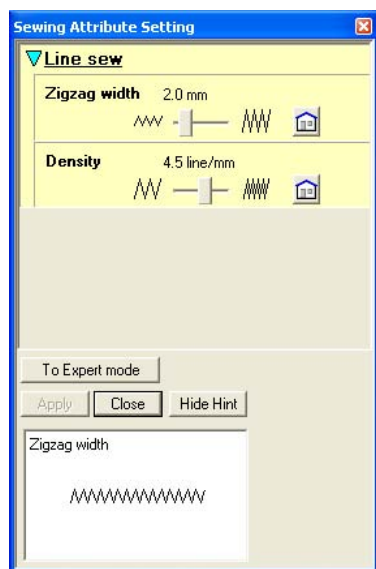 Sewing Attribute Setting
Line sew
Zigzag width 2.0 mm
Density 4.5 line/mm
To Expert mode
Apply Close Hide Hint
Zigzag width